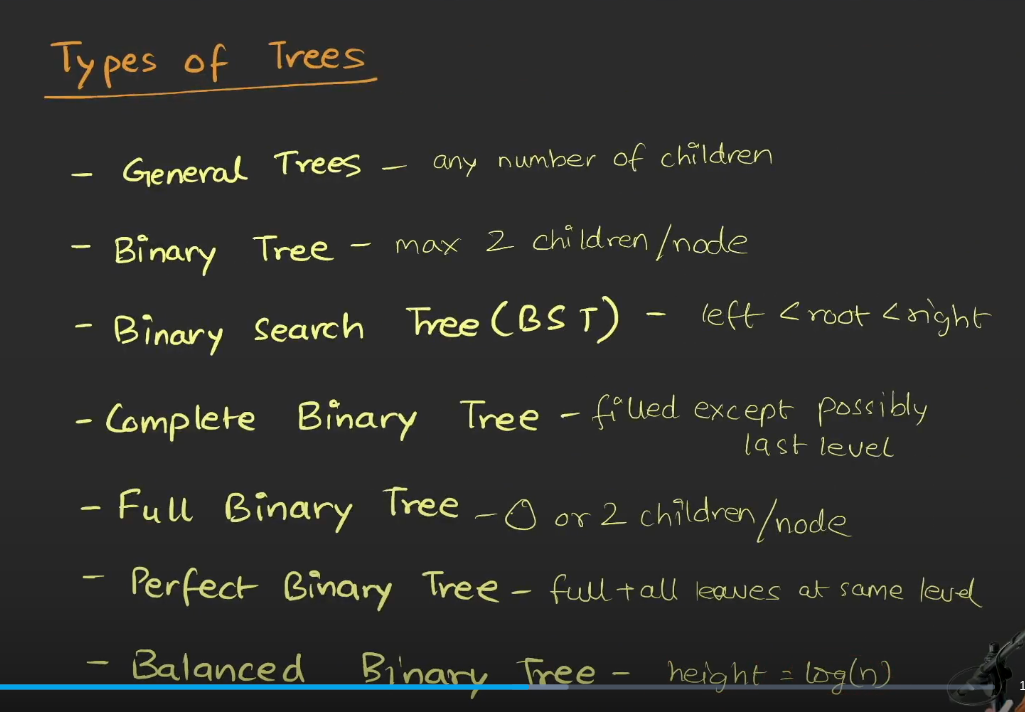 Types of Trees
- General Trees - any number of children
- Binary Tree - max 2 children/node
- Binary Search Tree (BST) - left < root < right
- Complete Binary Tree - filled except possibly
last level
- Full Binary Tree - 0 or 2 children/node
- Perfect Binary Tree - full + all leaves at same level
- Balanced Binary Tree - height = log(n)
1